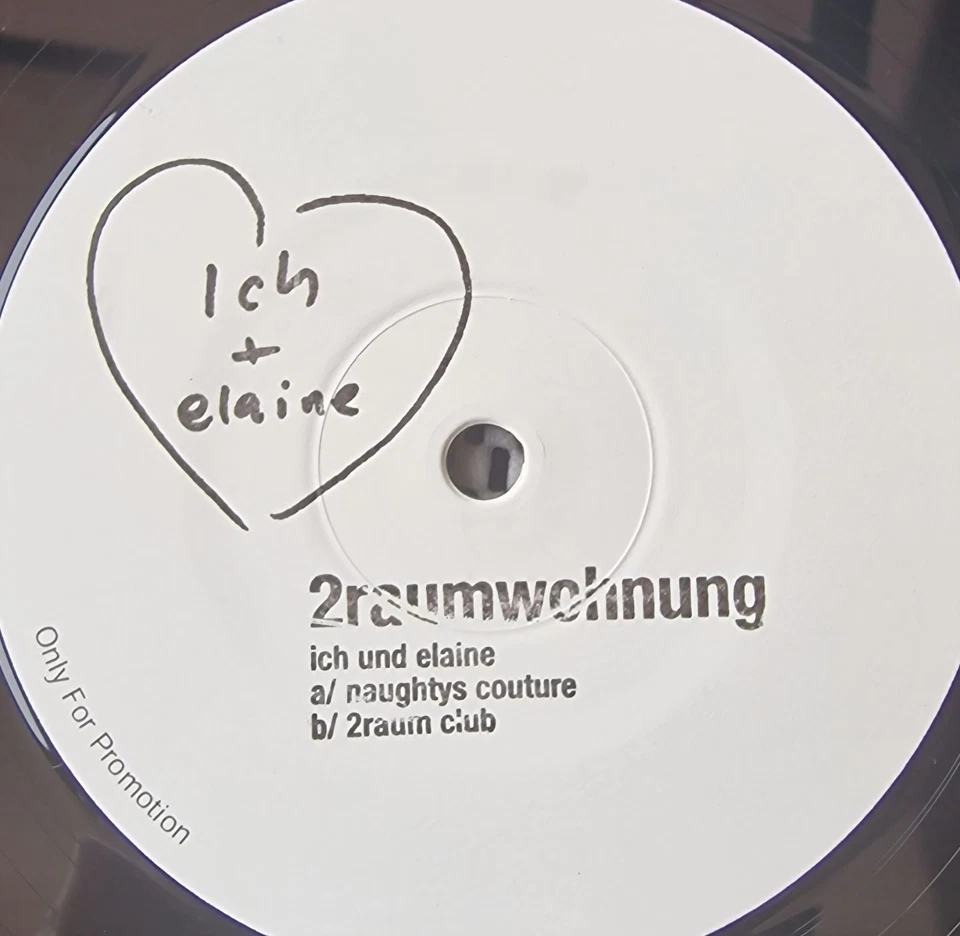 Ich
+
elaine
2raumwohnung
ich und elaine
a/ naughtys couture
b/ 2raum club
Only For Promotion